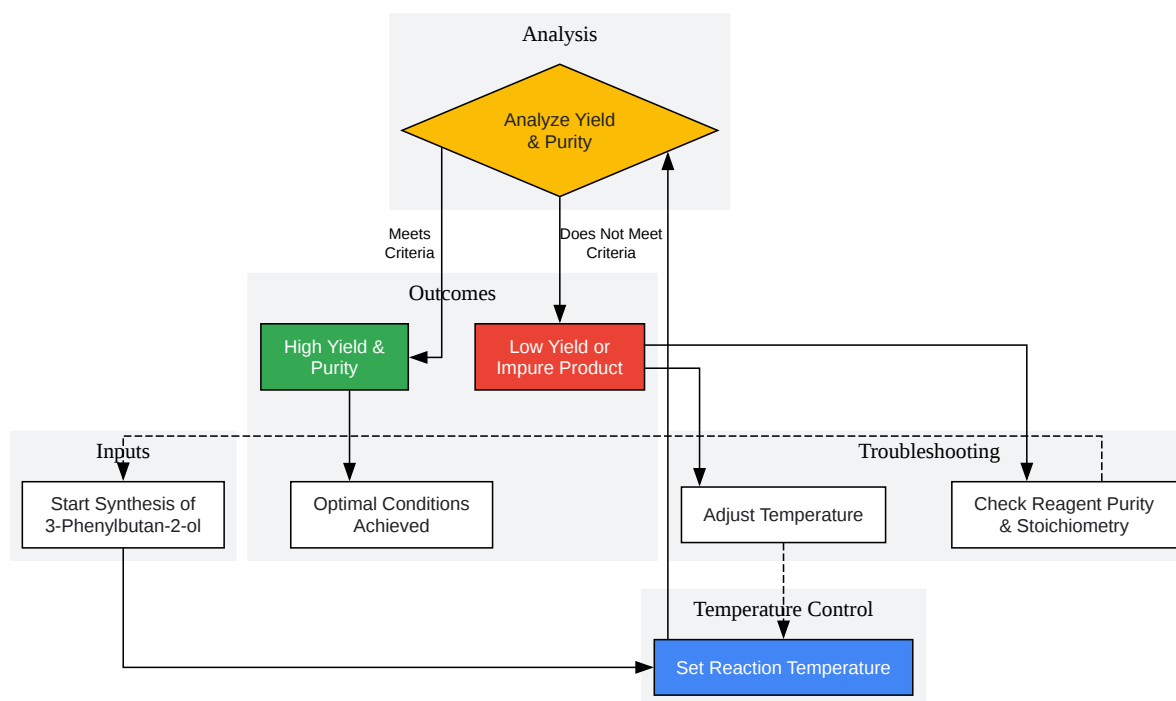 Analysis
Analyze Yield
& Purity
Meets
Criteria
Does Not Meet
Criteria
Outcomes
High Yield &
Purity
Low Yield or
Impure Product
Inputs
Troubleshooting
Start Synthesis of
3-Phenylbutan-2-ol
Optimal Conditions
Achieved
Adjust Temperature
Check Reagent Purity
& Stoichiometry
Temperature Control
Set Reaction Temperature